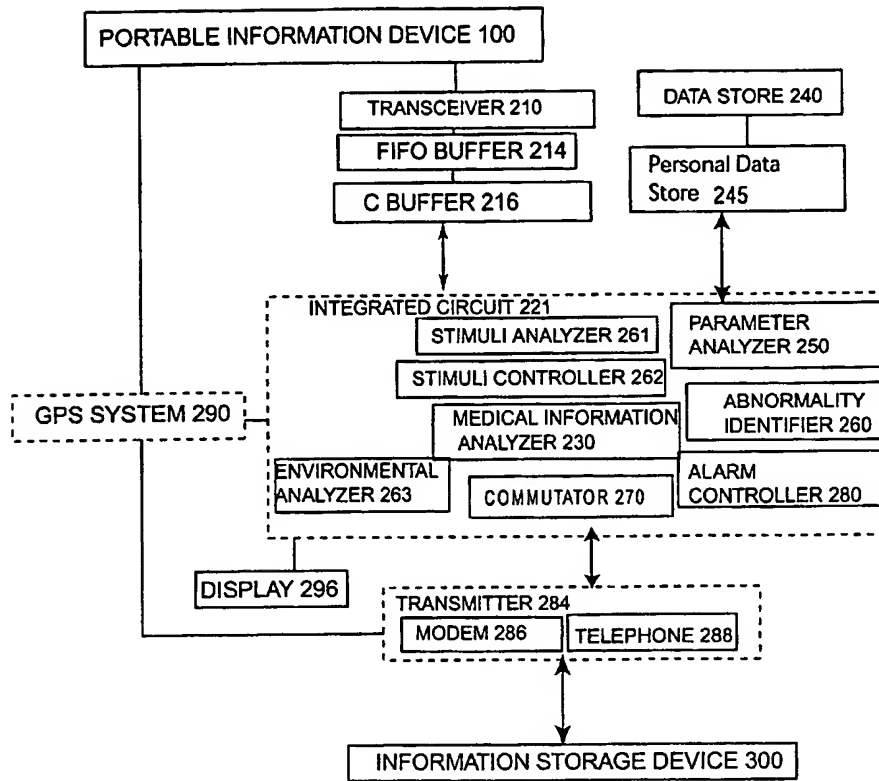 PORTABLE INFORMATION DEVICE 100
TRANSCEIVER 210
FIFO BUFFER 214
C BUFFER 216
DATA STORE 240
Personal Data
Store 245
INTEGRATED CIRCUIT 221
STIMULI ANALYZER 261
STIMULI CONTROLLER 262
MEDICAL INFORMATION
ANALYZER 230
PARAMETER
ANALYZER 250
ABNORMALITY
IDENTIFIER 260
GPS SYSTEM 290
ENVIRONMENTAL
ANALYZER 263
COMMUTATOR 270
ALARM
CONTROLLER 280
DISPLAY 296
TRANSMITTER 284
MODEM 286
TELEPHONE 288
INFORMATION STORAGE DEVICE 300